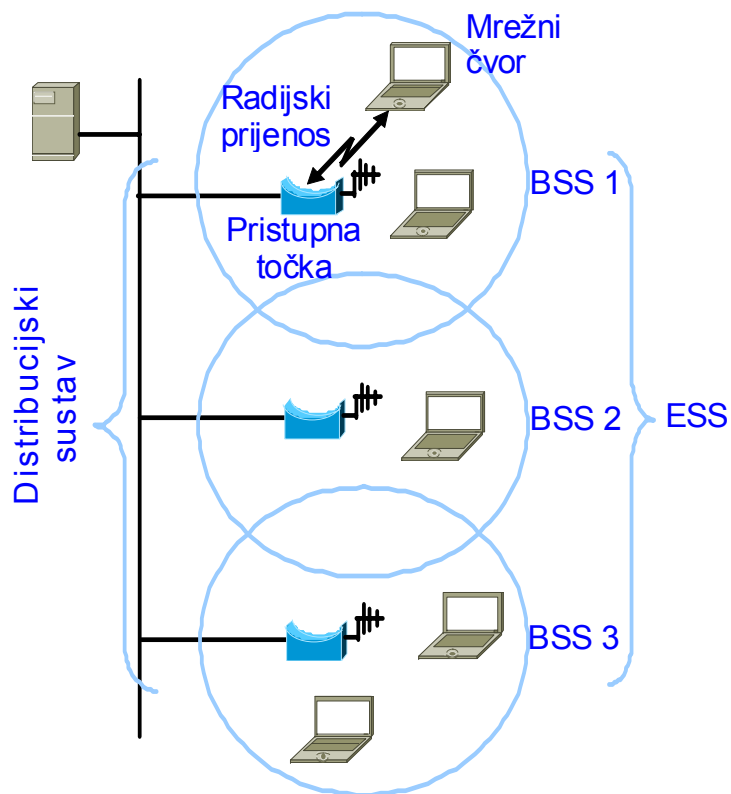 Mrežni
čvor
Radijski
prijenos
BSS 1
Pristupna
točka
Distribucijski
sustav
BSS 2
ESS
BSS 3